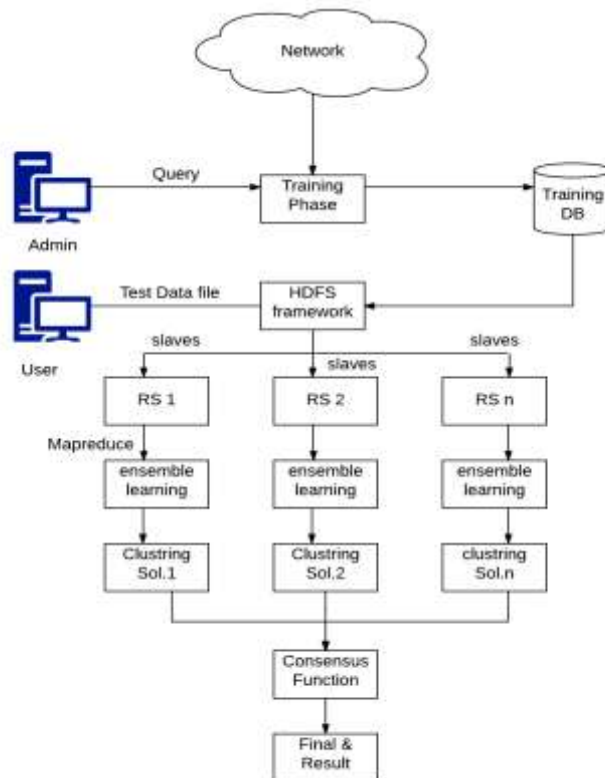 Network
Query
Training
Phase
Training
DB
Admin
Test Data file
HDFS
framework
User
slaves
slaves
slaves
RS 1
RS 2
RS n
Mapreduce
ensemble
learning
ensemble
learning
ensemble
learning
Clustring
Sol.1
Clustring
Sol.2
clustring
Sol.n
Consensus
Function
Final &
Result